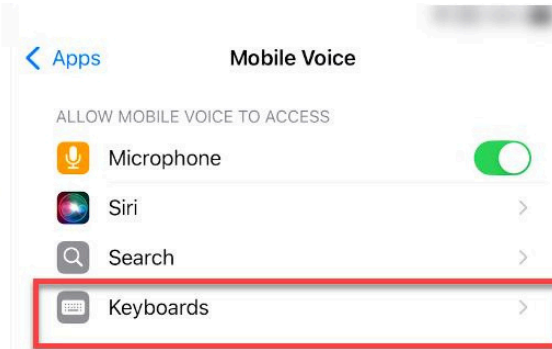 Apps
Mobile Voice
ALLOW MOBILE VOICE TO ACCESS
Microphone
Siri
Search
Keyboards